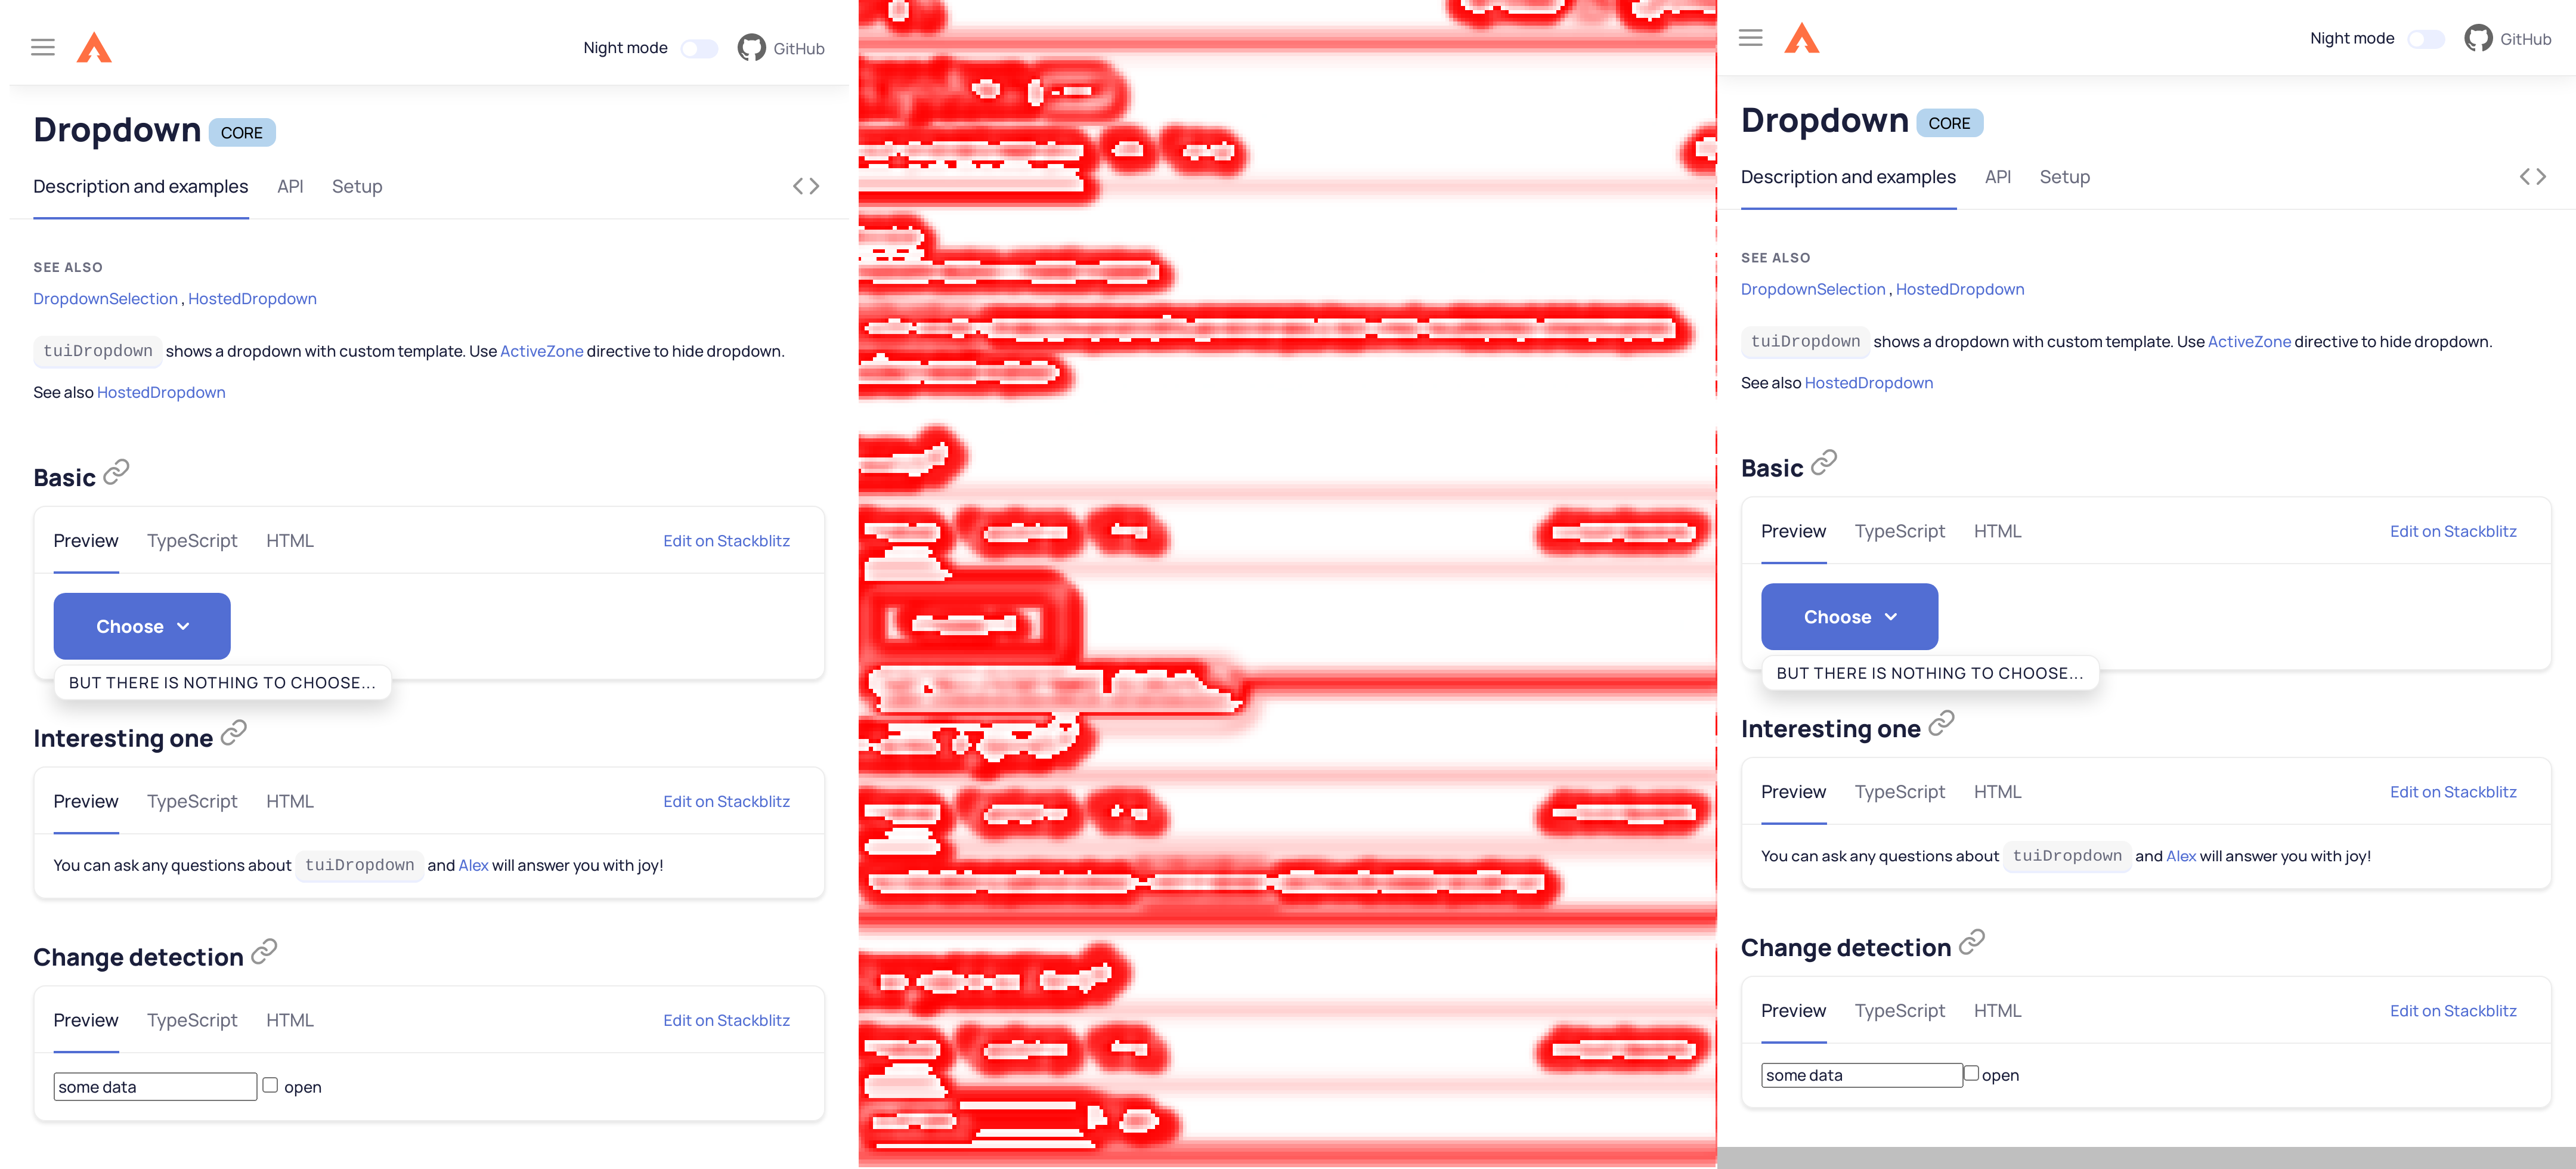 Night mode GitHub
Dropdown CORE
Description and examples API Setup
SEE ALSO
DropdownSelection , HostedDropdown
tuiDropdown shows a dropdown with custom template. Use ActiveZone directive to hide dropdown.
See also HostedDropdown
Basic
Preview TypeScript HTML Edit on Stackblitz
Choose
BUT THERE IS NOTHING TO CHOOSE...
Interesting one
Preview TypeScript HTML Edit on Stackblitz
You can ask any questions about tuiDropdown and Alex will answer you with joy!
Change detection
Preview TypeScript HTML Edit on Stackblitz
some data open
Night mode GitHub
Dropdown CORE
Description and examples API Setup
SEE ALSO
DropdownSelection , HostedDropdown
tuiDropdown shows a dropdown with custom template. Use ActiveZone directive to hide dropdown.
See also HostedDropdown
Basic
Preview TypeScript HTML Edit on Stackblitz
Choose
BUT THERE IS NOTHING TO CHOOSE...
Interesting one
Preview TypeScript HTML Edit on Stackblitz
You can ask any questions about tuiDropdown and Alex will answer you with joy!
Change detection
Preview TypeScript HTML Edit on Stackblitz
some data open